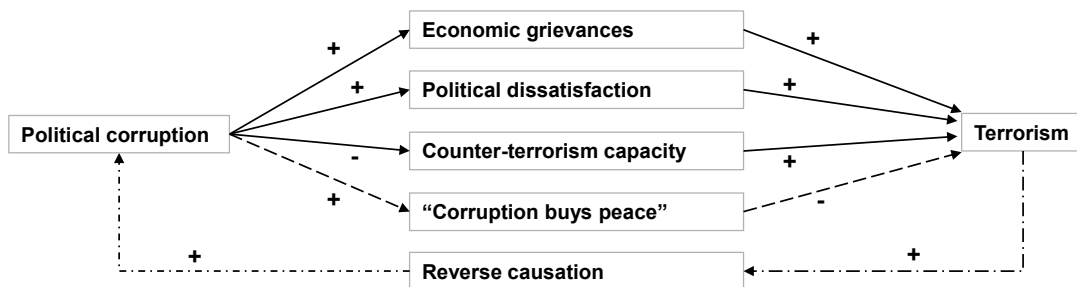 Economic grievances
+
+
Political dissatisfaction
+
+
Political corruption
Terrorism
Counter-terrorism capacity
-
+
“Corruption buys peace”
+
-
Reverse causation
+
+